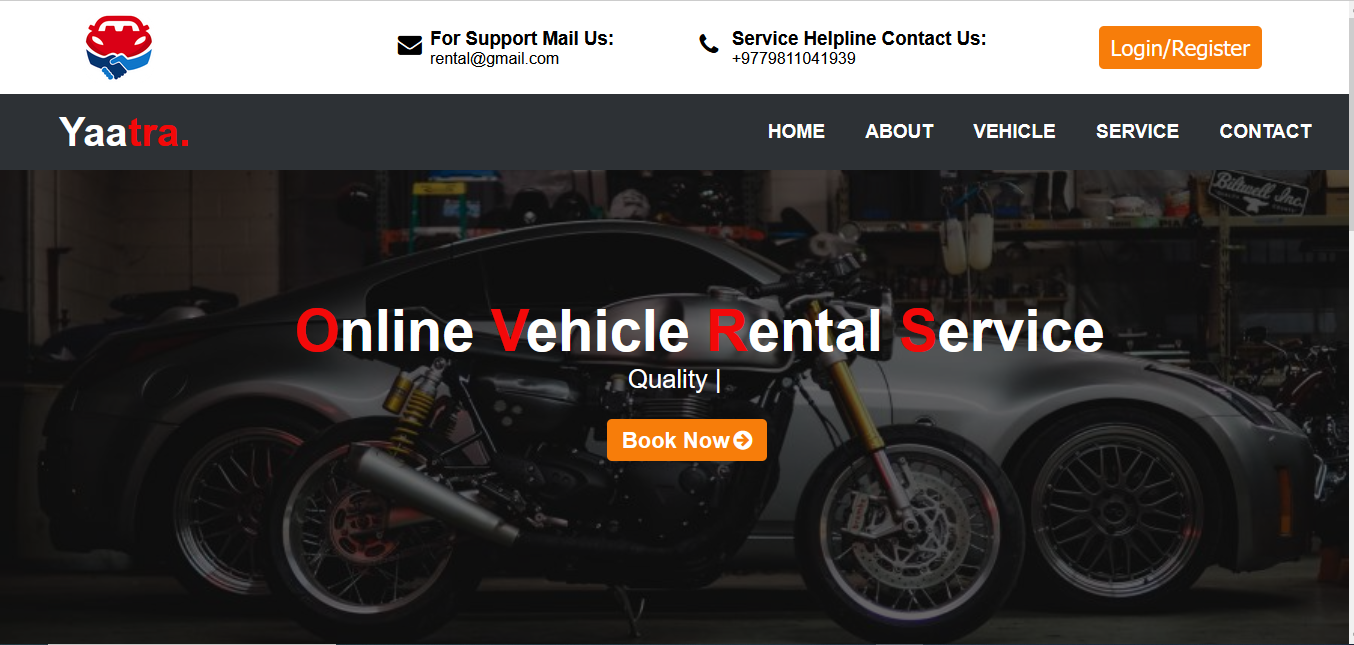 For Support Mail Us:
rental@gmail.com
Service Helpline Contact Us:
+9779811041939
Login/Register
Yaatra.
HOME ABOUT VEHICLE SERVICE CONTACT
Biltwell Inc.
Online Vehicle Rental Service
Quality |
Book Now